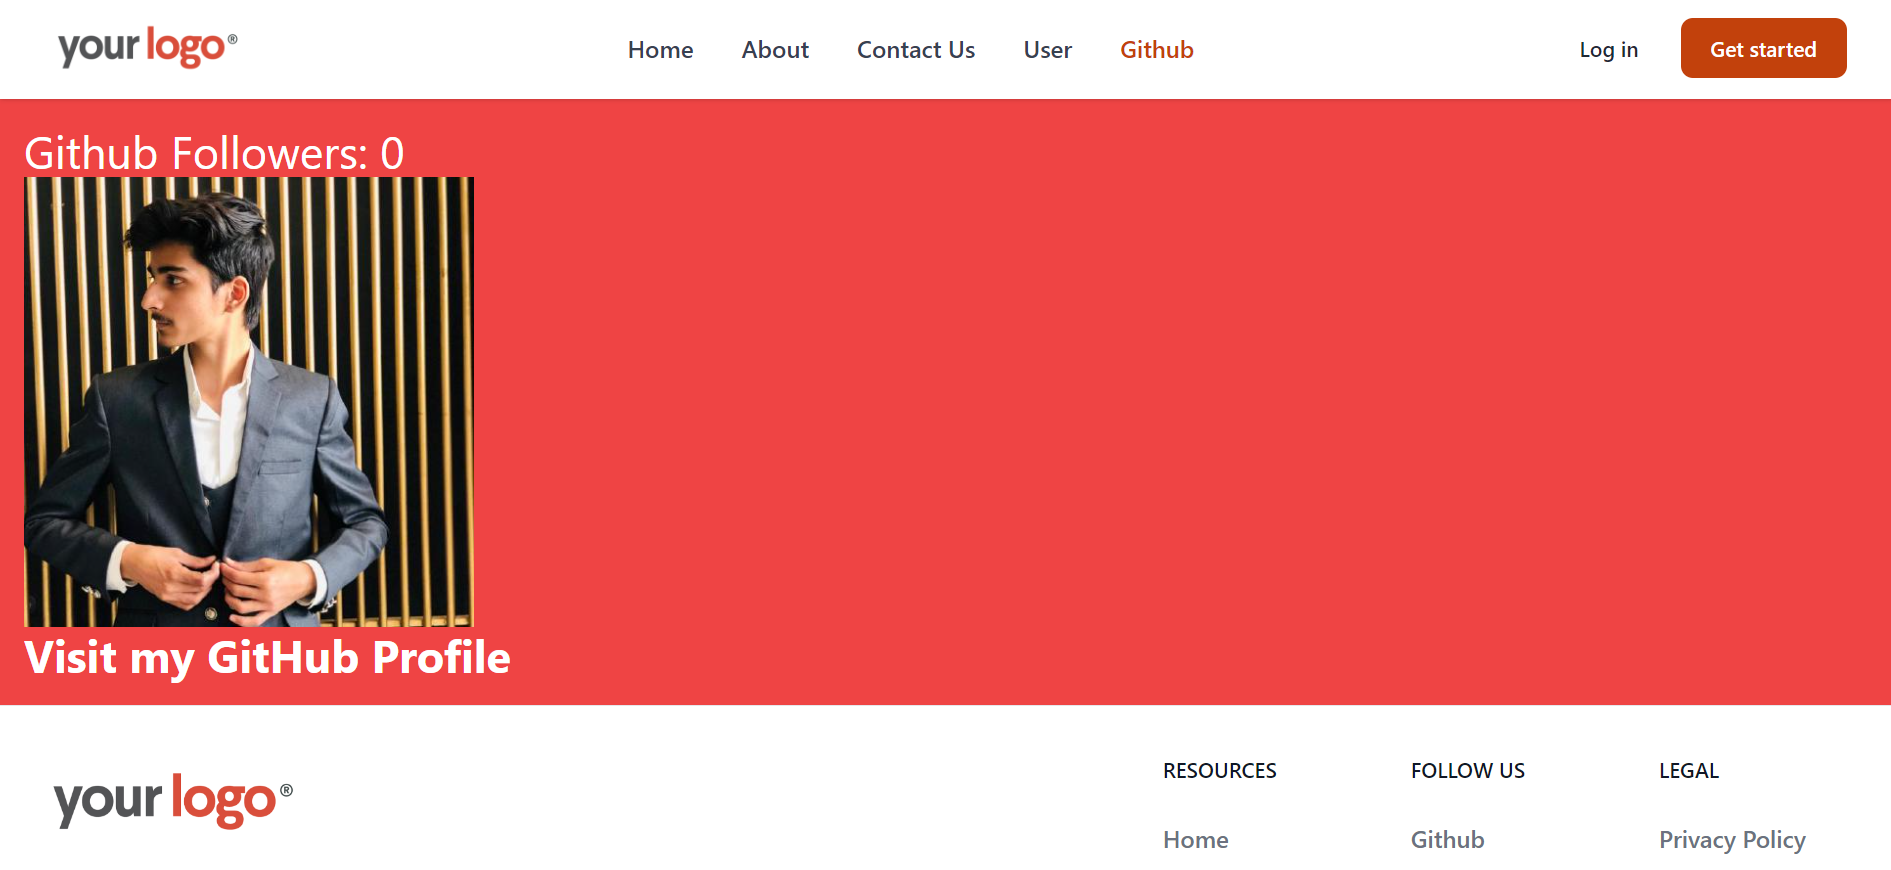 your logo®
Home About Contact Us User Github
Log in Get started
Github Followers: 0
Visit my GitHub Profile
your logo®
RESOURCES FOLLOW US LEGAL
Home Github Privacy Policy